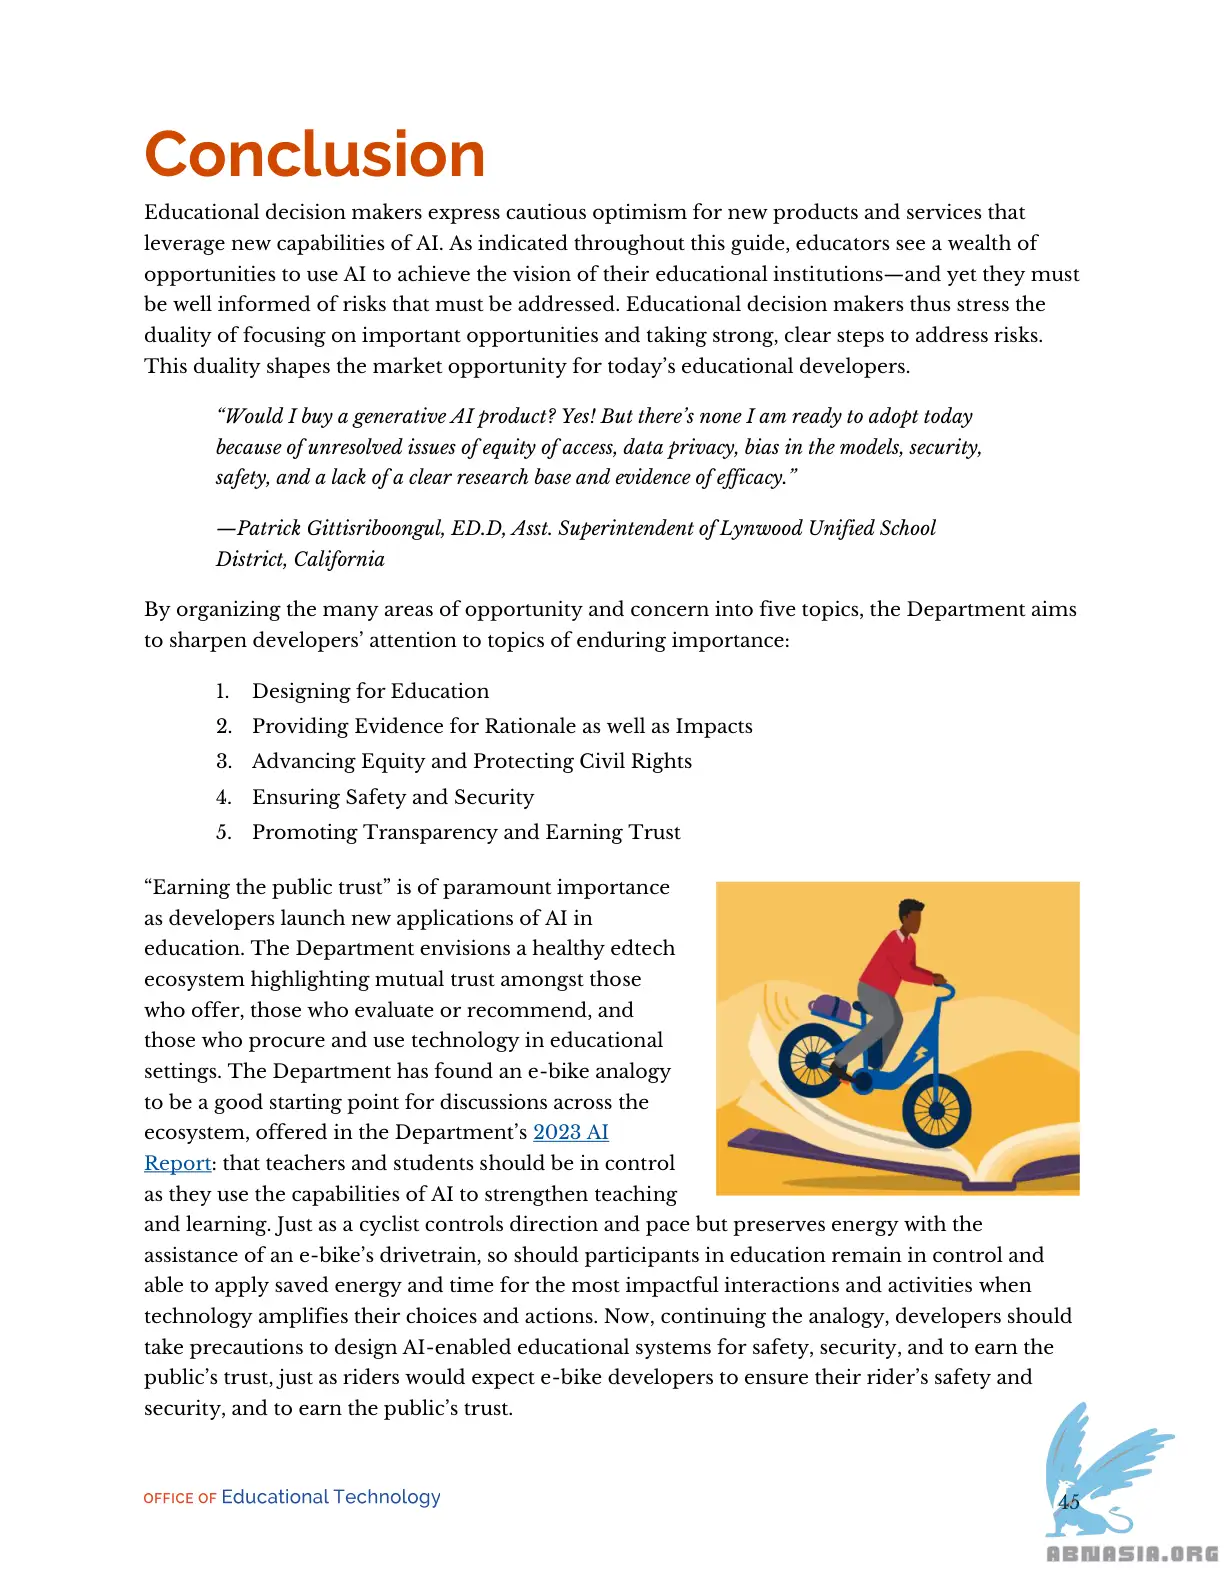 Conclusion
Educational decision makers express cautious optimism for new products and services that
leverage new capabilities of AI. As indicated throughout this guide, educators see a wealth of
opportunities to use AI to achieve the vision of their educational institutions—and yet they must
be well informed of risks that must be addressed. Educational decision makers thus stress the
duality of focusing on important opportunities and taking strong, clear steps to address risks.
This duality shapes the market opportunity for today’s educational developers.
“Would I buy a generative AI product? Yes! But there’s none I am ready to adopt today
because of unresolved issues of equity of access, data privacy, bias in the models, security,
safety, and a lack of a clear research base and evidence of efficacy.”
—Patrick Gittisriboongul, ED.D, Asst. Superintendent of Lynwood Unified School
District, California
By organizing the many areas of opportunity and concern into five topics, the Department aims
to sharpen developers’ attention to topics of enduring importance:
1. Designing for Education
2. Providing Evidence for Rationale as well as Impacts
3. Advancing Equity and Protecting Civil Rights
4. Ensuring Safety and Security
5. Promoting Transparency and Earning Trust
“Earning the public trust” is of paramount importance
as developers launch new applications of AI in
education. The Department envisions a healthy edtech
ecosystem highlighting mutual trust amongst those
who offer, those who evaluate or recommend, and
those who procure and use technology in educational
settings. The Department has found an e-bike analogy
to be a good starting point for discussions across the
ecosystem, offered in the Department’s 2023 AI
Report: that teachers and students should be in control
as they use the capabilities of AI to strengthen teaching
and learning. Just as a cyclist controls direction and pace but preserves energy with the
assistance of an e-bike’s drivetrain, so should participants in education remain in control and
able to apply saved energy and time for the most impactful interactions and activities when
technology amplifies their choices and actions. Now, continuing the analogy, developers should
take precautions to design AI-enabled educational systems for safety, security, and to earn the
public’s trust, just as riders would expect e-bike developers to ensure their rider’s safety and
security, and to earn the public’s trust.
OFFICE OF Educational Technology
45
ABNASIA.ORG